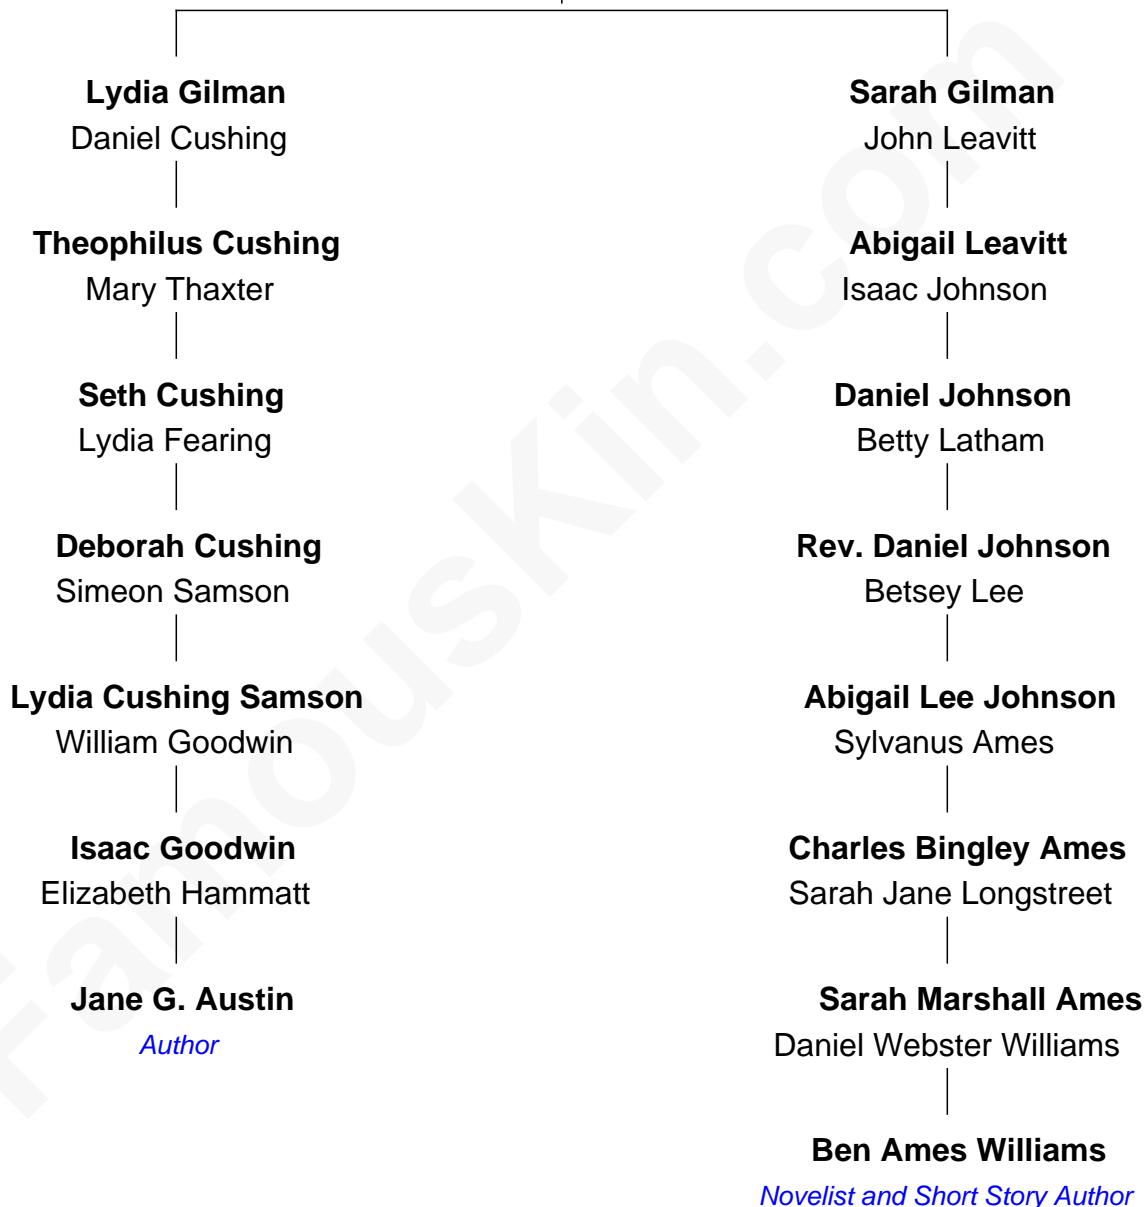 Lydia Gilman
Daniel Cushing
Theophilus Cushing
Mary Thaxter
Seth Cushing
Lydia Fearing
Deborah Cushing
Simeon Samson
Lydia Cushing Samson
William Goodwin
Isaac Goodwin
Elizabeth Hammatt
Jane G. Austin
Author
Sarah Gilman
John Leavitt
Abigail Leavitt
Isaac Johnson
Daniel Johnson
Betty Latham
Rev. Daniel Johnson
Betsey Lee
Abigail Lee Johnson
Sylvanus Ames
Charles Bingley Ames
Sarah Jane Longstreet
Sarah Marshall Ames
Daniel Webster Williams
Ben Ames Williams
Novelist and Short Story Author
FamousKin.com